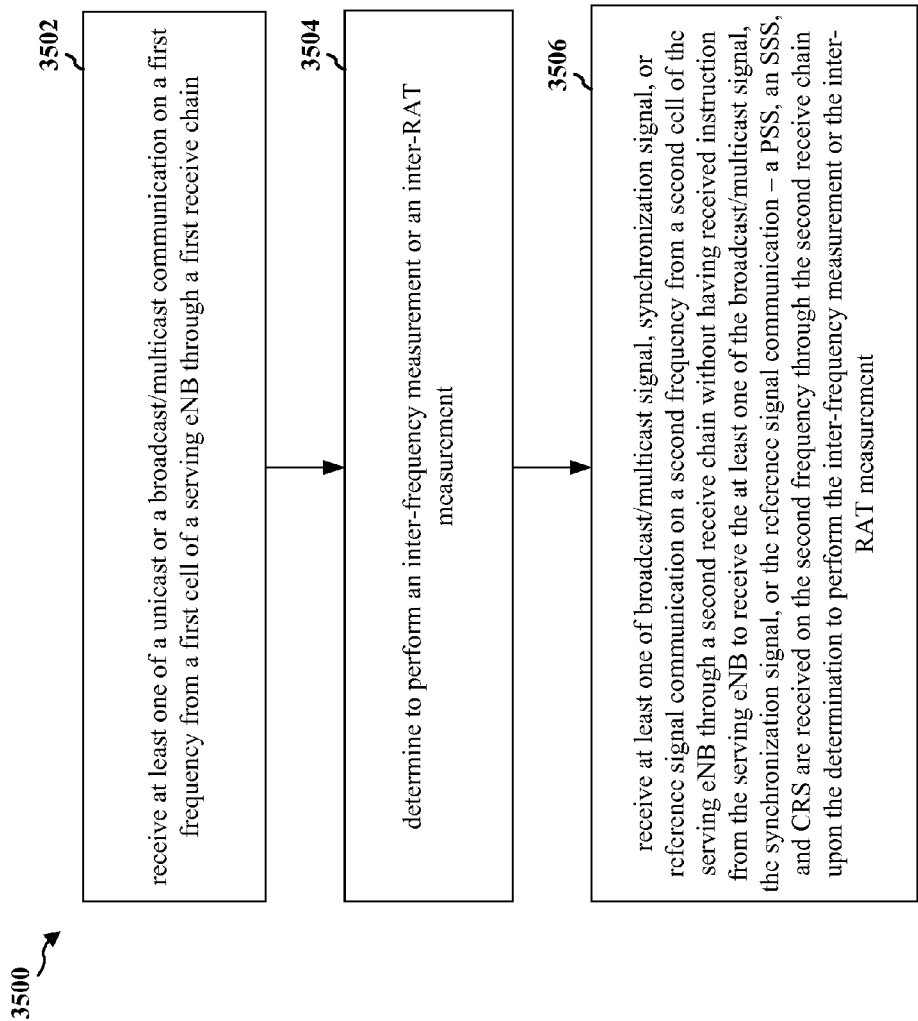 3500
3502
receive at least one of a unicast or a broadcast/multicast communication on a first
frequency from a first cell of a serving eNB through a first receive chain
3504
determine to perform an inter-frequency measurement or an inter-RAT
measurement
3506
receive at least one of broadcast/multicast signal, synchronization signal, or
reference signal communication on a second frequency from a second cell of the
serving eNB through a second receive chain without having received instruction
from the serving eNB to receive the at least one of the broadcast/multicast signal,
the synchronization signal, or the reference signal communication – a PSS, an SSS,
and CRS are received on the second frequency through the second receive chain
upon the determination to perform the inter-frequency measurement or the inter-
RAT measurement